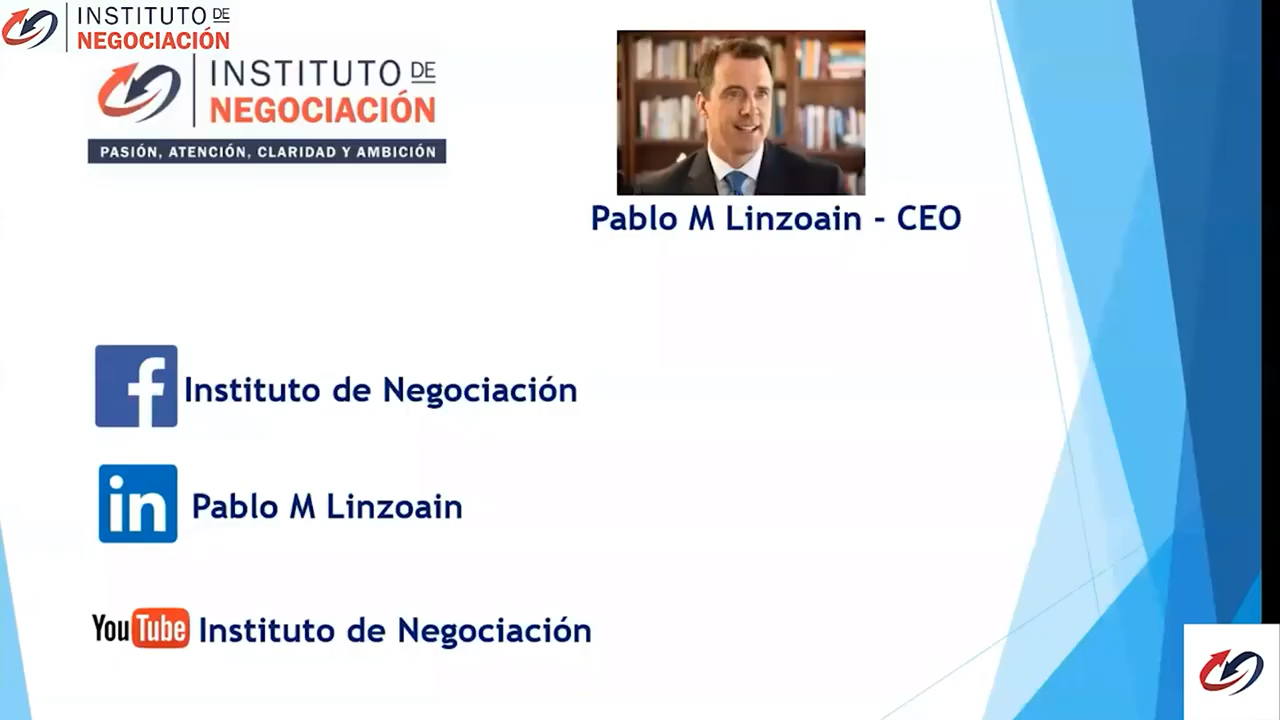 INSTITUTO DE
NEGOCIACIÓN
INSTITUTO DE
NEGOCIACIÓN
PASIÓN, ATENCIÓN, CLARIDAD Y AMBICIÓN
Pablo M Linzoain - CEO
f Instituto de Negociación
in Pablo M Linzoain
YouTube Instituto de Negociación